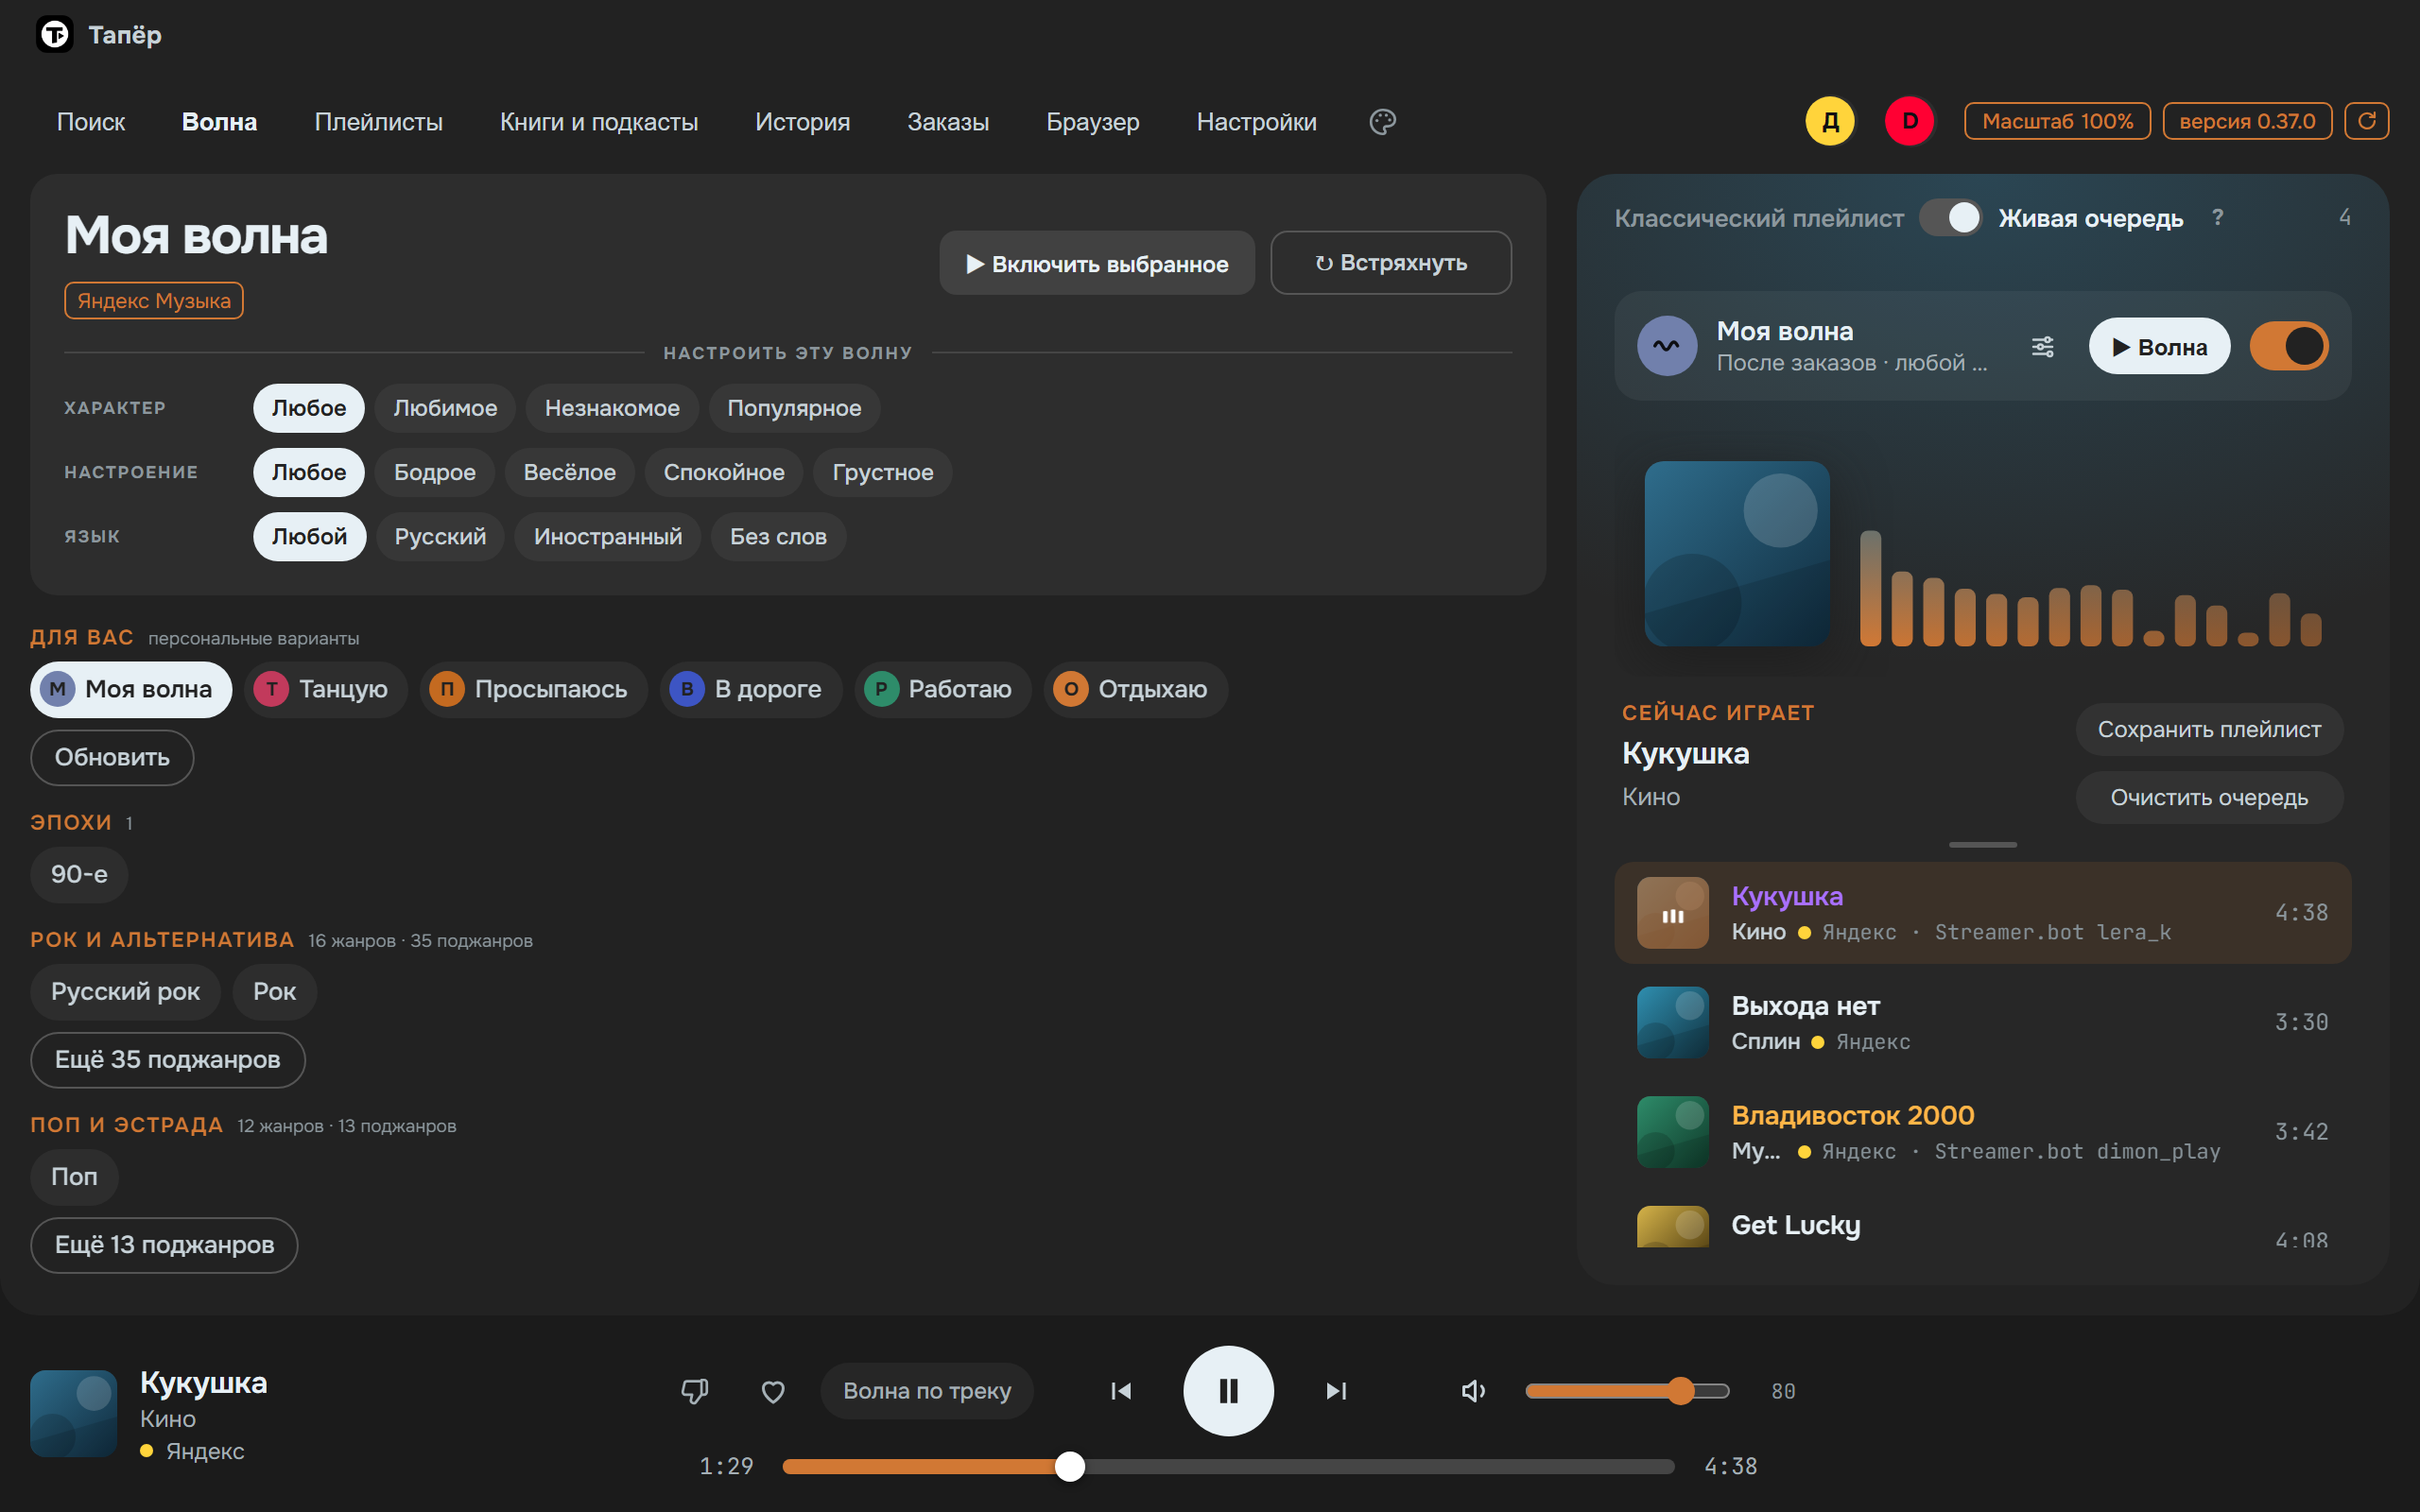 Тапёр
Поиск Волна Плейлисты Книги и подкасты История Заказы Браузер Настройки
Д D Масштаб 100% версия 0.37.0
Моя волна
Яндекс Музыка
▶ Включить выбранное ↻ Встряхнуть
НАСТРОИТЬ ЭТУ ВОЛНУ
ХАРАКТЕР Любое Любимое Незнакомое Популярное
НАСТРОЕНИЕ Любое Бодрое Весёлое Спокойное Грустное
ЯЗЫК Любой Русский Иностранный Без слов
ДЛЯ ВАС персональные варианты
М Моя волна Т Танцую П Просыпаюсь В В дороге Р Работаю О Отдыхаю
Обновить
ЭПОХИ 1
90-е
РОК И АЛЬТЕРНАТИВА 16 жанров · 35 поджанров
Русский рок Рок
Ещё 35 поджанров
ПОП И ЭСТРАДА 12 жанров · 13 поджанров
Поп
Ещё 13 поджанров
Классический плейлист Живая очередь ? 4
Моя волна
После заказов · любой ...
▶ Волна
СЕЙЧАС ИГРАЕТ
Кукушка
Кино
Сохранить плейлист
Очистить очередь
Кукушка
Кино Яндекс · Streamer.bot lera_k
4:38
Выхода нет
Сплин Яндекс
3:30
Владивосток 2000
Му... Яндекс · Streamer.bot dimon_play
3:42
Get Lucky
4:08
Кукушка
Кино
Яндекс
Волна по треку
80
1:29 4:38